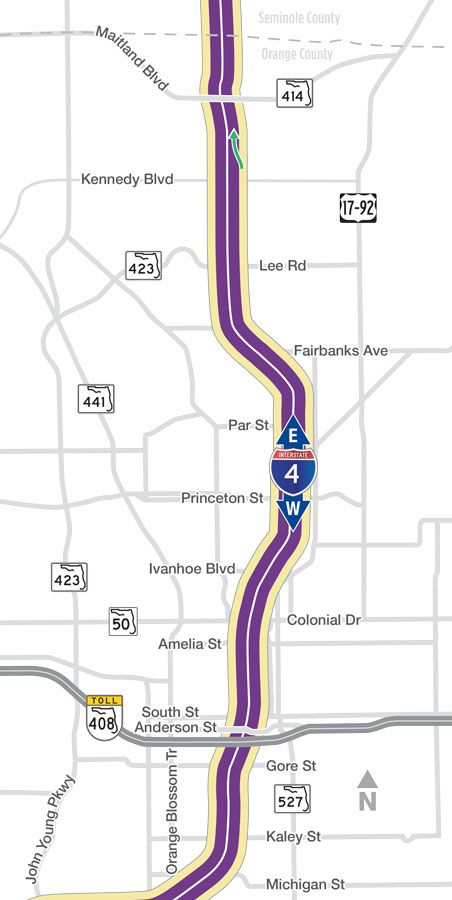 Seminole County
Orange County
Maitland Blvd
414
Kennedy Blvd
17-92
423
Lee Rd
Fairbanks Ave
441
Par St
E
INTERSTATE
4
W
Princeton St
Ivanhoe Blvd
423
50
Colonial Dr
Amelia St
TOLL
408
South St
Anderson St
Gore St
John Young Pkwy
Orange Blossom Tr
527
N
Kaley St
Michigan St